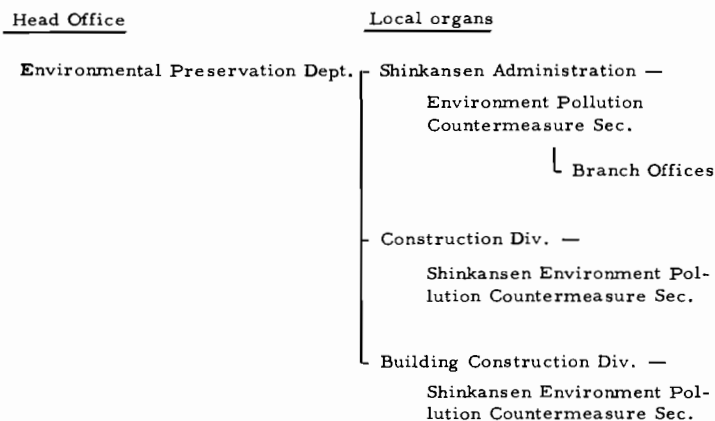 Head Office
Local organs
Environmental Preservation Dept.
Shinkansen Administration —
Environment Pollution
Countermeasure Sec.
Branch Offices
Construction Div. —
Shinkansen Environment Pol-
lution Countermeasure Sec.
Building Construction Div. —
Shinkansen Environment Pol-
lution Countermeasure Sec.